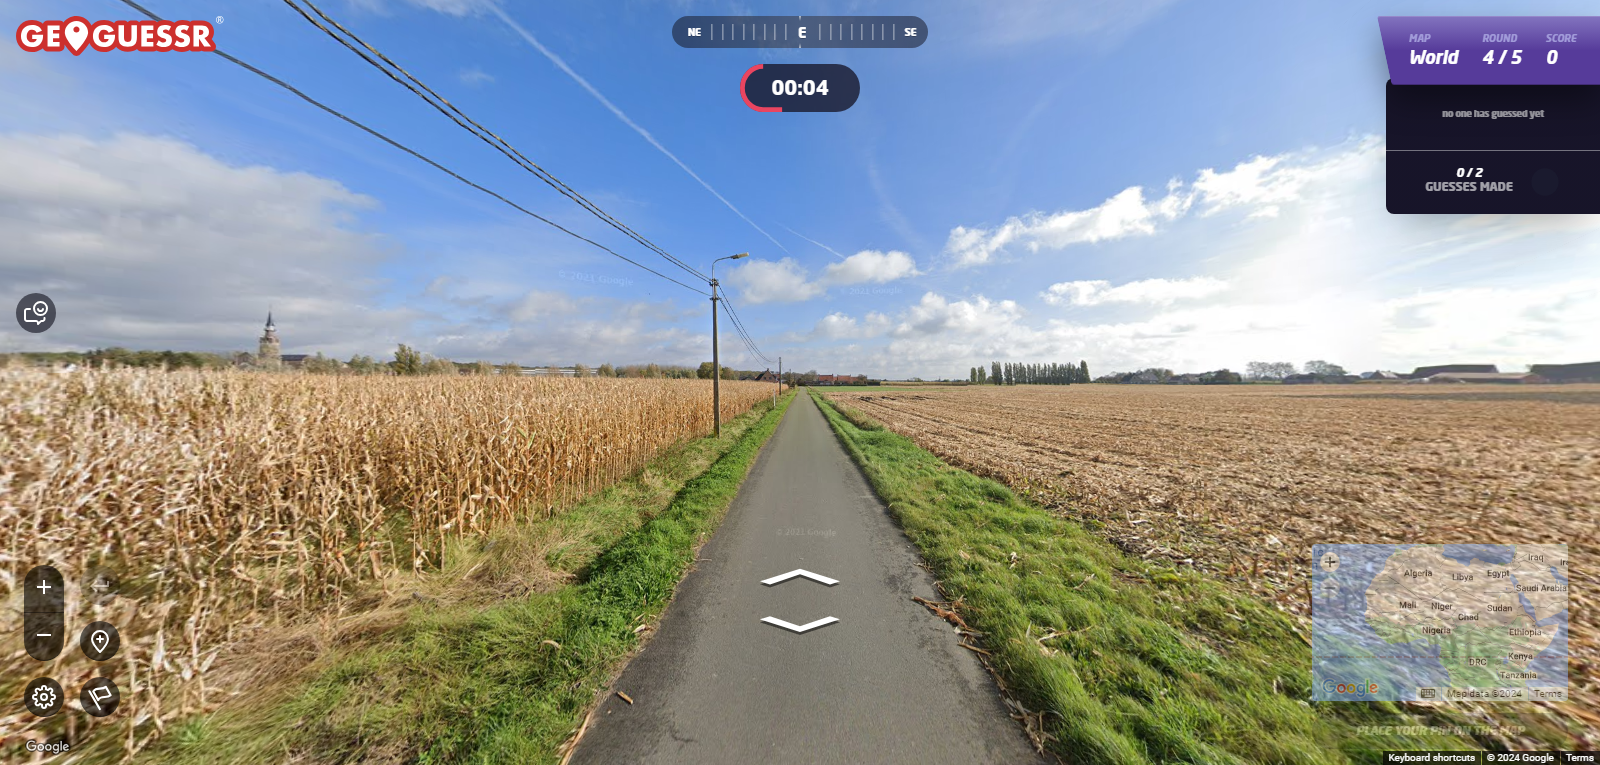 GEOGUESSR®
NE E SE
00:04
MAP ROUND SCORE
World 4 / 5 0
no one has guessed yet
0 / 2
GUESSES MADE
© 2021 Google
© 2021 Google
Iraq
Algeria Libya Egypt
Saudi Arabia
Mali Niger Chad Sudan
Nigeria Ethiopia
DRC Kenya
Tanzania
Google
Map data ©2024 Terms
PLACE YOUR PIN ON THE MAP
Google
Keyboard shortcuts © 2024 Google Terms